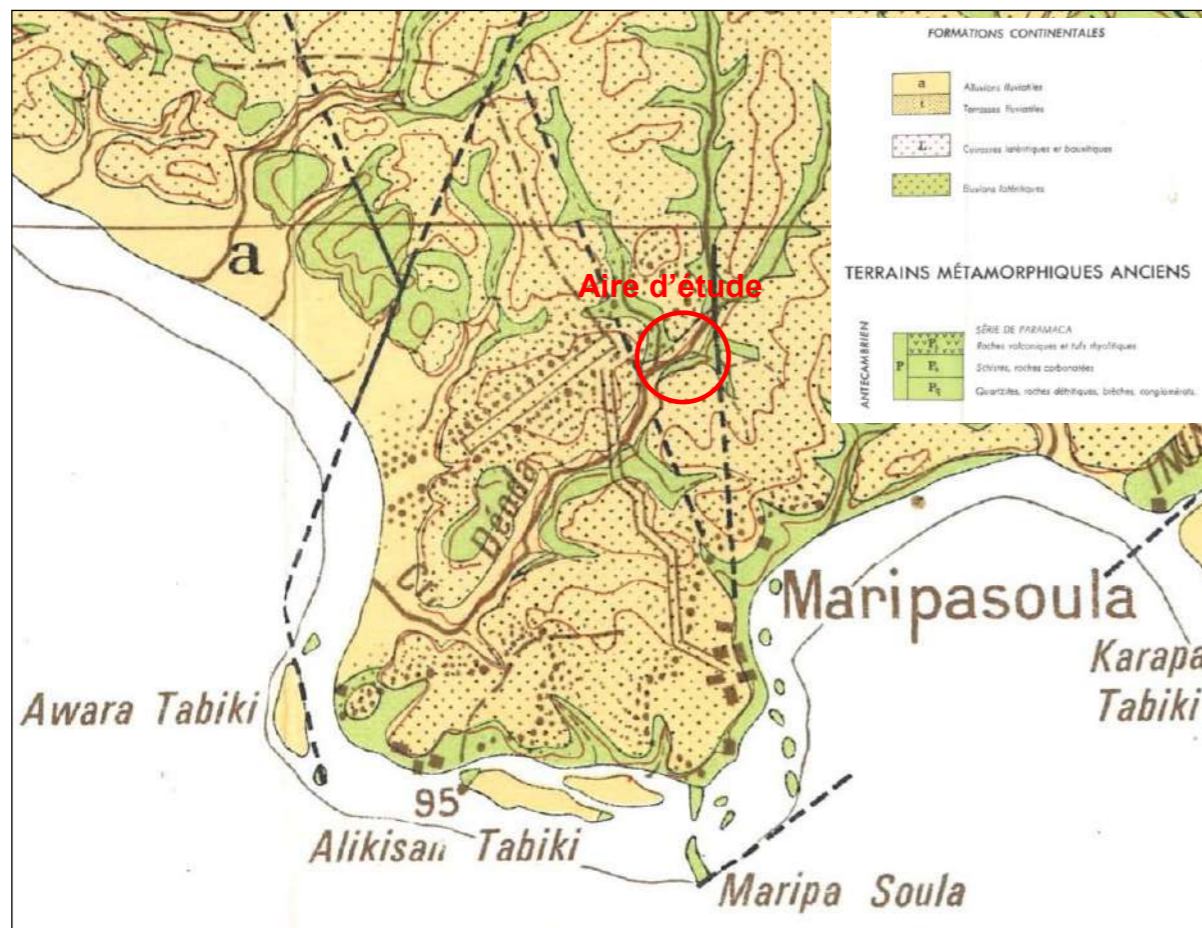 FORMATIONS CONTINENTALES
a
Alluvions fluviatiles
t
Terrasses fluviatiles
L
Cuirasses latéritiques et bauxitiques
Eluvions latéritiques
TERRAINS MÉTAMORPHIQUES ANCIENS
ANTECAMBRIEN
SÉRIE DE PARAMACA
Roches volcaniques et tufs rhyolitiques
P
Schistes, roches carbonatées
Quartzites, roches détritiques, brèches, conglomérats.
a
Aire d'étude
Dénda
Maripasoula
Karapa
Tabiki
Awara Tabiki
95
Alikisan Tabiki
Maripa Soula